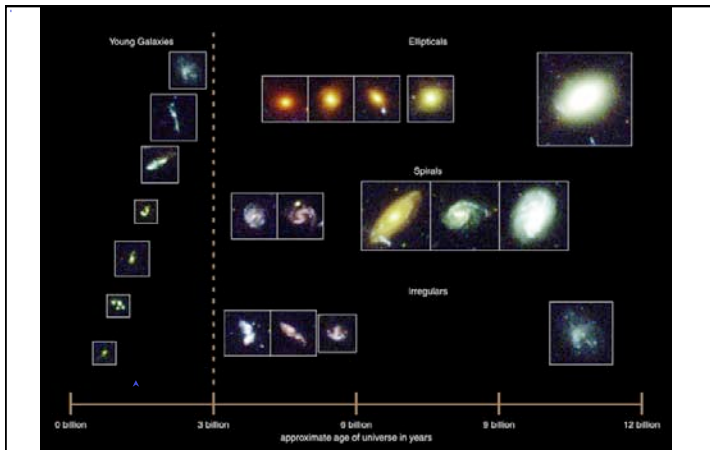 Young Galaxies
Ellipticals
Spirals
Irregulars
0 billion
3 billion
6 billion
9 billion
12 billion
approximate age of universe in years